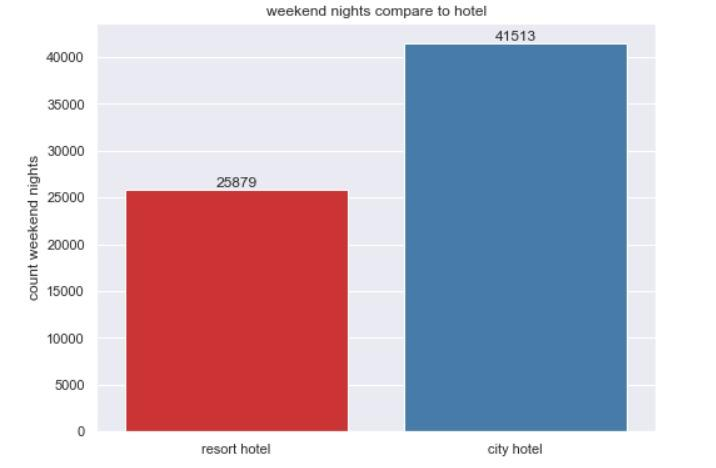 weekend nights compare to hotel
41513
25879
count weekend nights
40000
35000
30000
25000
20000
15000
10000
5000
0
resort hotel
city hotel